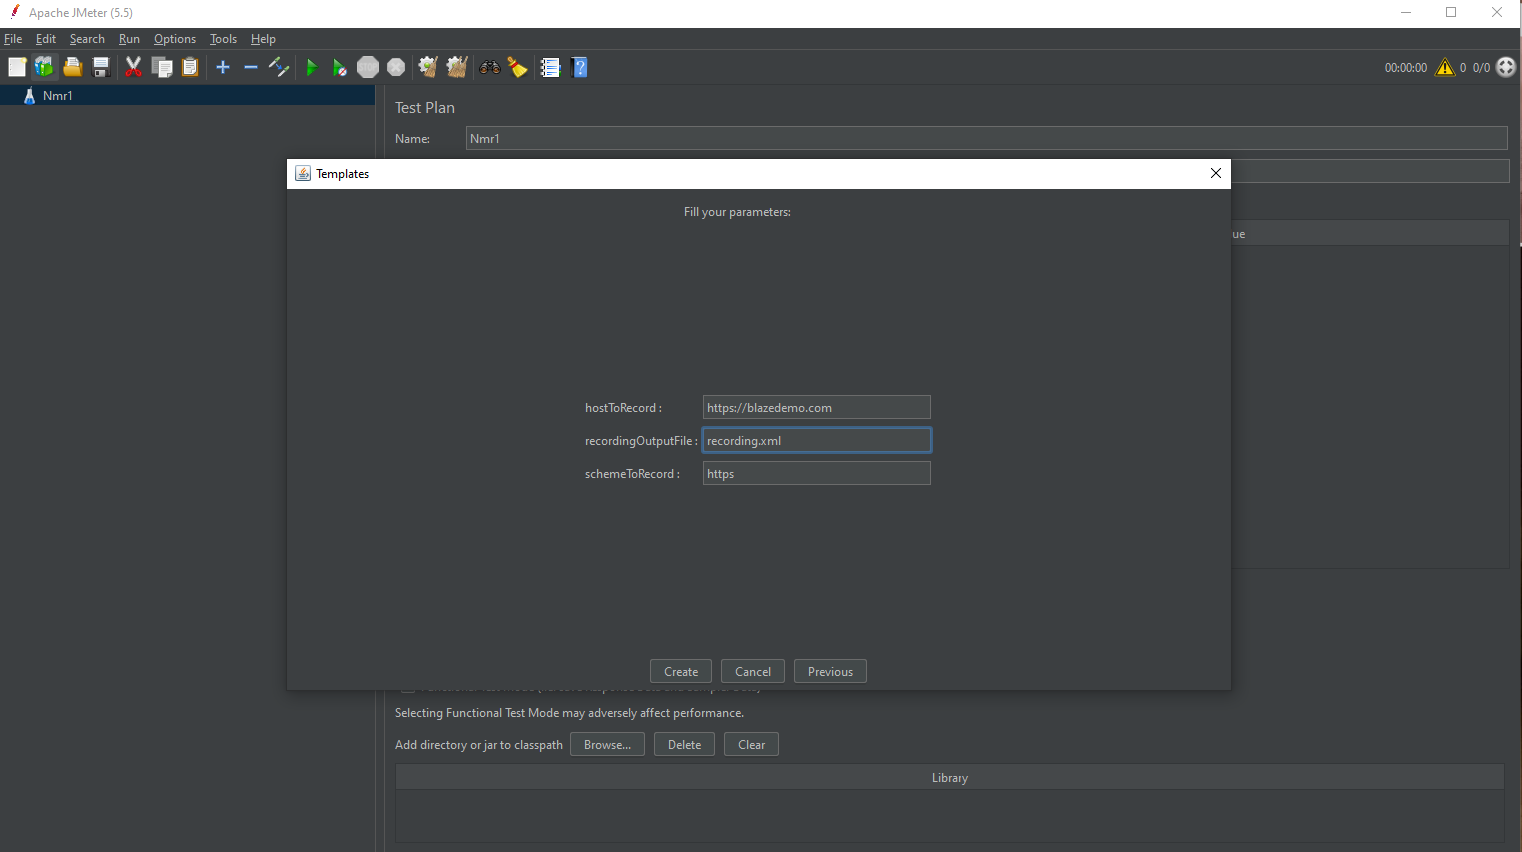 Apache JMeter (5.5)
File Edit Search Run Options Tools Help
00:00:00 0 0/0
Nmr1
Test Plan
Name: Nmr1
Templates
Fill your parameters:
ue
hostToRecord : https://blazedemo.com
recordingOutputFile : recording.xml
schemeToRecord : https
Create Cancel Previous
Selecting Functional Test Mode may adversely affect performance.
Add directory or jar to classpath Browse... Delete Clear
Library